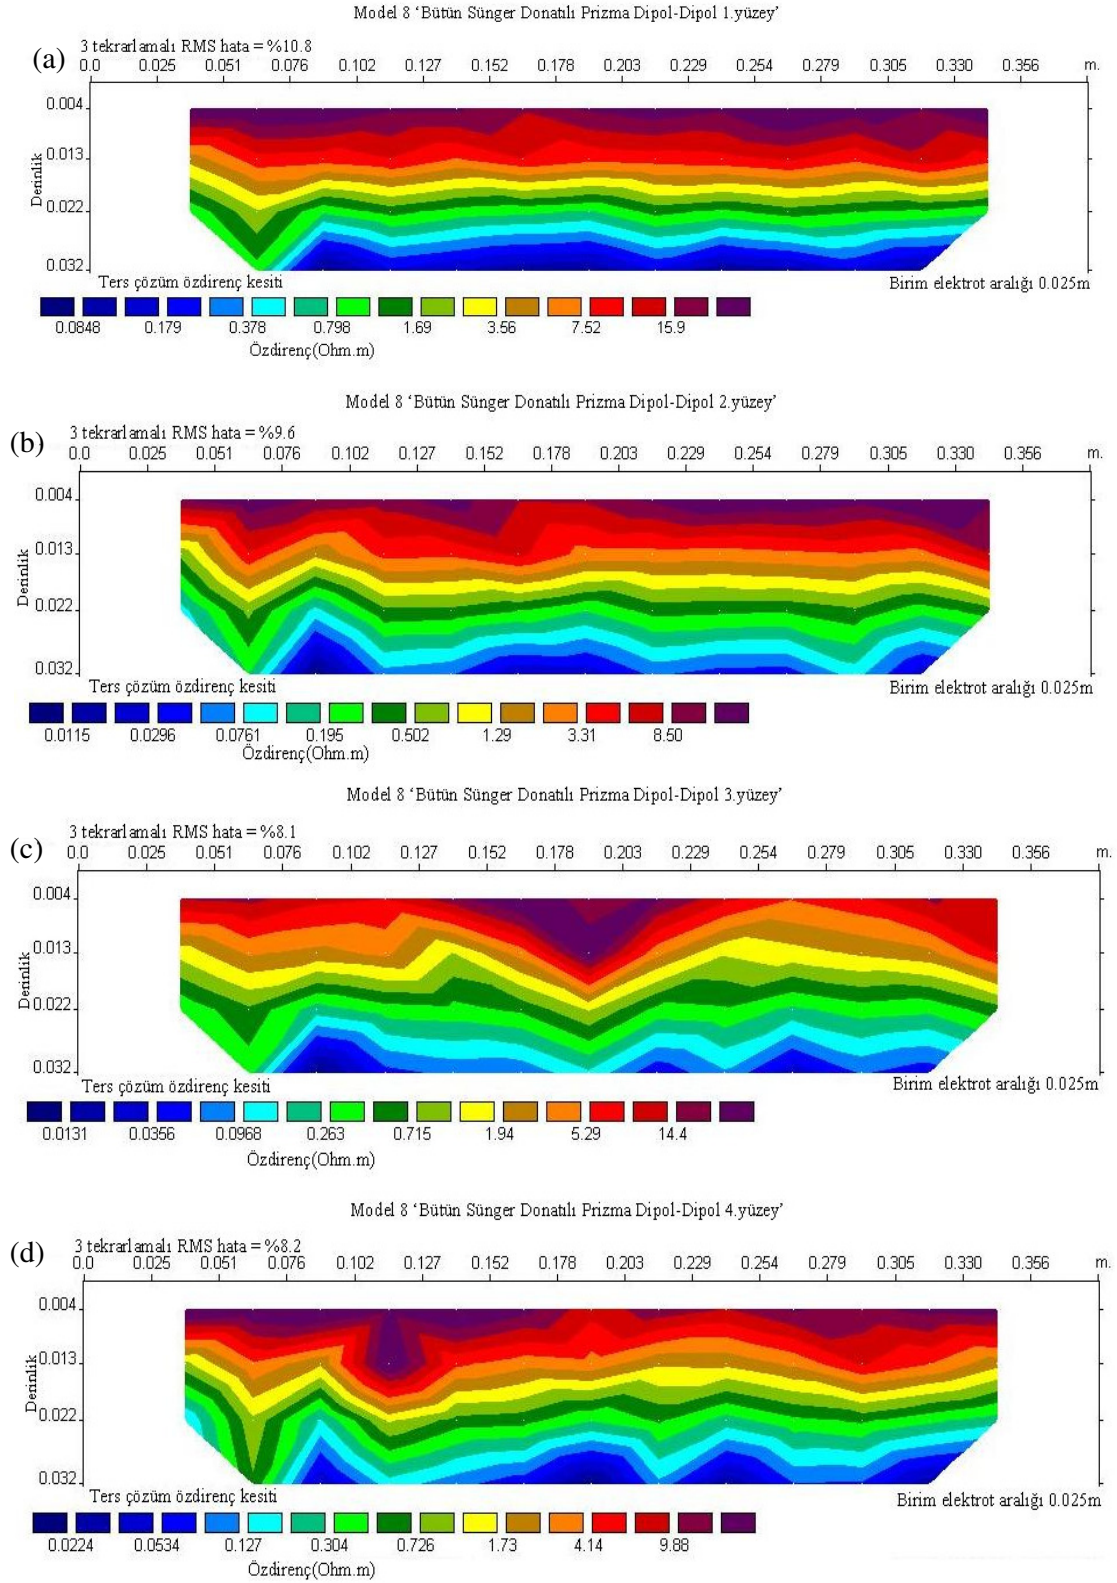 Model 8 ‘Bütün Sünger Donatılı Prizma Dipol-Dipol 1.yüzey’
(a) 3 tekrarlamalı RMS hata = %10.8
0.0 0.025 0.051 0.076 0.102 0.127 0.152 0.178 0.203 0.229 0.254 0.279 0.305 0.330 0.356 m.
0.004
0.013
0.022
0.032
Derinlik
Ters çözüm özdirenç kesiti
Birim elektrot aralığı 0.025m
0.0848 0.179 0.378 0.798 1.69 3.56 7.52 15.9
Özdirenç(Ohm.m)
Model 8 ‘Bütün Sünger Donatılı Prizma Dipol-Dipol 2.yüzey’
(b) 3 tekrarlamalı RMS hata = %9.6
0.0 0.025 0.051 0.076 0.102 0.127 0.152 0.178 0.203 0.229 0.254 0.279 0.305 0.330 0.356 m.
0.004
0.013
0.022
0.032
Derinlik
Ters çözüm özdirenç kesiti
Birim elektrot aralığı 0.025m
0.0115 0.0296 0.0761 0.195 0.502 1.29 3.31 8.50
Özdirenç(Ohm.m)
Model 8 ‘Bütün Sünger Donatılı Prizma Dipol-Dipol 3.yüzey’
(c) 3 tekrarlamalı RMS hata = %8.1
0.0 0.025 0.051 0.076 0.102 0.127 0.152 0.178 0.203 0.229 0.254 0.279 0.305 0.330 0.356 m.
0.004
0.013
0.022
0.032
Derinlik
Ters çözüm özdirenç kesiti
Birim elektrot aralığı 0.025m
0.0131 0.0356 0.0968 0.263 0.715 1.94 5.29 14.4
Özdirenç(Ohm.m)
Model 8 ‘Bütün Sünger Donatılı Prizma Dipol-Dipol 4.yüzey’
(d) 3 tekrarlamalı RMS hata = %8.2
0.0 0.025 0.051 0.076 0.102 0.127 0.152 0.178 0.203 0.229 0.254 0.279 0.305 0.330 0.356 m.
0.004
0.013
0.022
0.032
Derinlik
Ters çözüm özdirenç kesiti
Birim elektrot aralığı 0.025m
0.0224 0.0534 0.127 0.304 0.726 1.73 4.14 9.88
Özdirenç(Ohm.m)